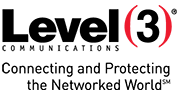 Level (3)®
COMMUNICATIONS
Connecting and Protecting
the Networked World℠